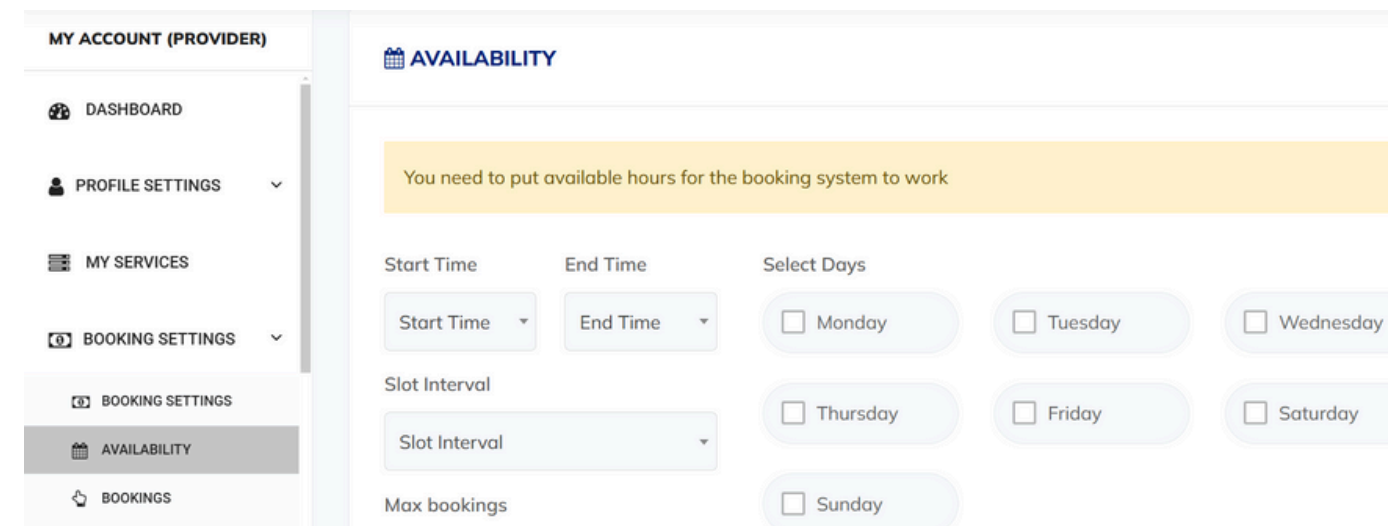 MY ACCOUNT (PROVIDER)
DASHBOARD
PROFILE SETTINGS
MY SERVICES
BOOKING SETTINGS
BOOKING SETTINGS
AVAILABILITY
BOOKINGS
AVAILABILITY
You need to put available hours for the booking system to work
Start Time End Time Select Days
Start Time End Time Monday Tuesday Wednesday
Slot Interval
Thursday Friday Saturday
Slot Interval
Max bookings Sunday